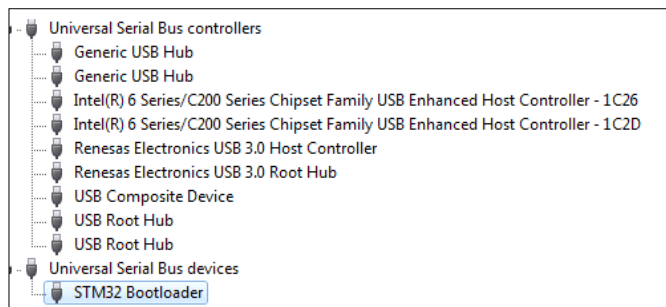 Universal Serial Bus controllers
Generic USB Hub
Generic USB Hub
Intel(R) 6 Series/C200 Series Chipset Family USB Enhanced Host Controller - 1C26
Intel(R) 6 Series/C200 Series Chipset Family USB Enhanced Host Controller - 1C2D
Renesas Electronics USB 3.0 Host Controller
Renesas Electronics USB 3.0 Root Hub
USB Composite Device
USB Root Hub
USB Root Hub
Universal Serial Bus devices
STM32 Bootloader